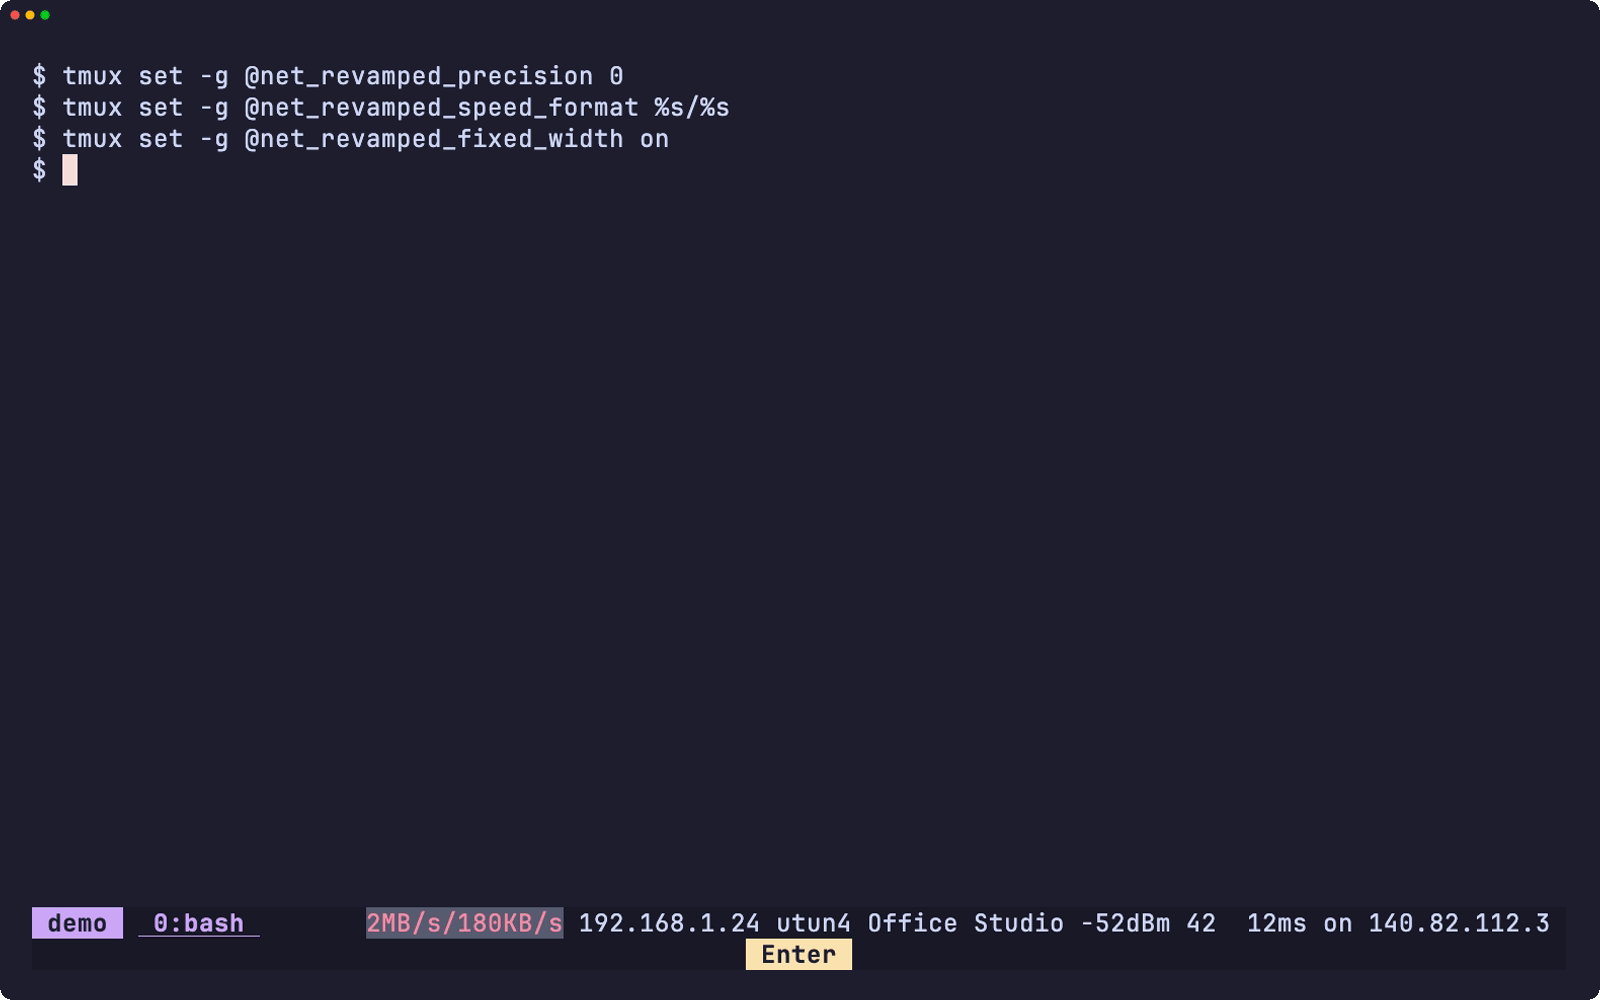 $ tmux set -g @net_revamped_precision 0
$ tmux set -g @net_revamped_speed_format %s/%s
$ tmux set -g @net_revamped_fixed_width on
$
demo 0:bash 2MB/s/180KB/s 192.168.1.24 utun4 Office Studio -52dBm 42  12ms on 140.82.112.3
Enter